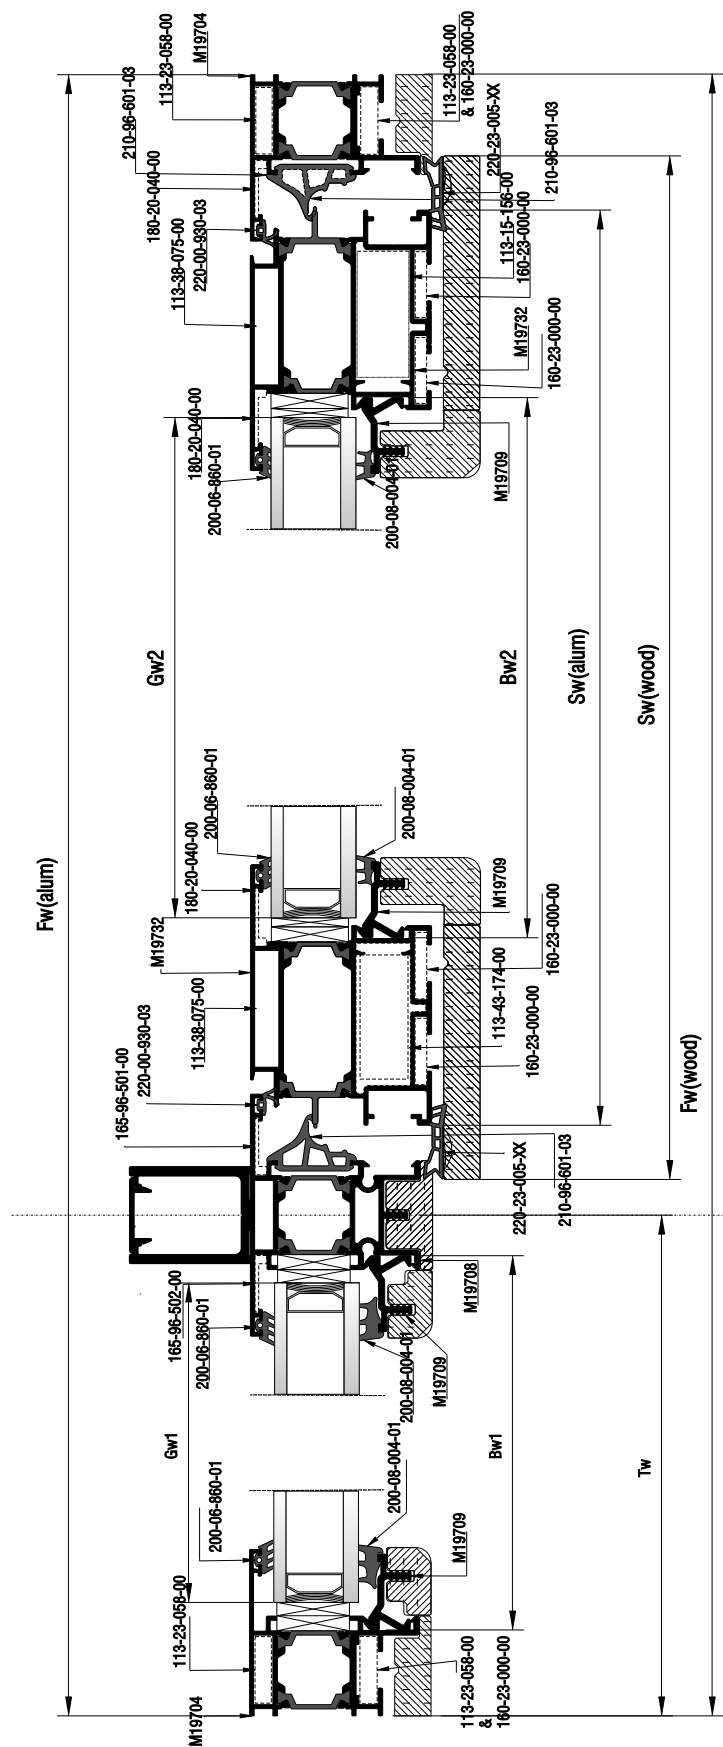 M19704
113-23-058-00
210-96-601-03
180-20-040-00
220-00-930-03
113-38-075-00
180-20-040-00
200-06-860-01
113-23-058-00
& 160-23-000-00
220-23-005-XX
210-96-601-03
113-15-156-00
160-23-000-00
M19732
160-23-000-00
M19709
200-08-004-01
Gw2
Bw2
Sw(alum)
Sw(wood)
Fw(alum)
Fw(wood)
200-06-860-01
200-08-004-01
180-20-040-00
M19709
M19732
160-23-000-00
113-38-075-00
113-43-174-00
160-23-000-00
220-00-930-03
165-96-501-00
220-23-005-XX
210-96-601-03
165-96-502-00
200-06-860-01
M19708
M19709
200-08-004-01
Gw1
Bw1
Tw
200-06-860-01
200-08-004-01
M19709
113-23-058-00
M19704
113-23-058-00
&
160-23-000-00